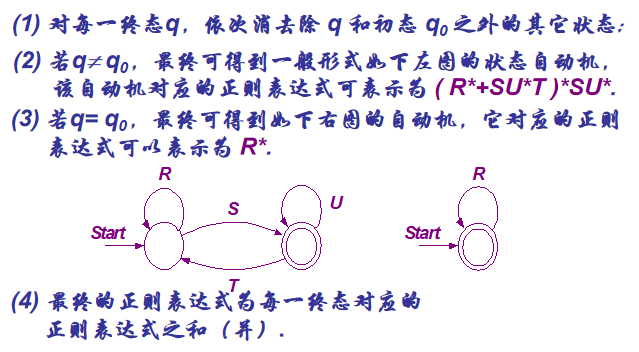 (1) 对每一终态q，依次消去除 q 和初态 q0 之外的其它状态；
(2) 若q≠q0，最终可得到一般形式如下左图的状态自动机，
该自动机对应的正则表达式可表示为 ( R*+SU*T )*SU*.
(3) 若q= q0，最终可得到如下右图的自动机，它对应的正则
表达式可以表示为 R*.
R
R
S
U
Start
Start
T
(4) 最终的正则表达式为每一终态对应的
正则表达式之和（并）.